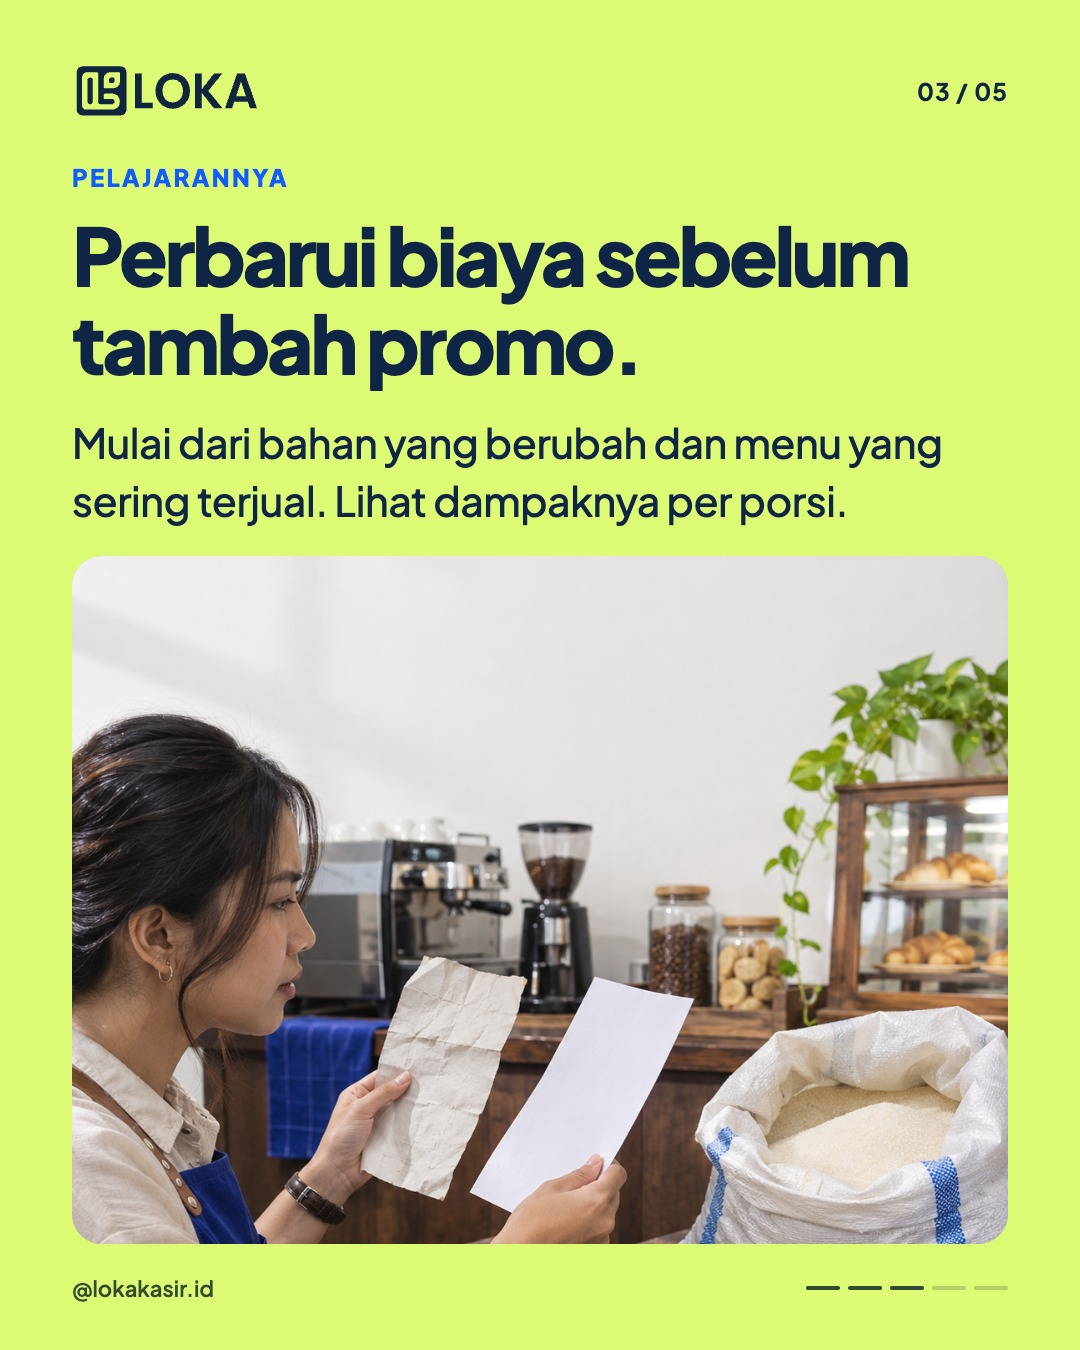 LOKA
03 / 05
PELAJARANNYA
Perbarui biaya sebelum
tambah promo.
Mulai dari bahan yang berubah dan menu yang
sering terjual. Lihat dampaknya per porsi.
@lokakasir.id